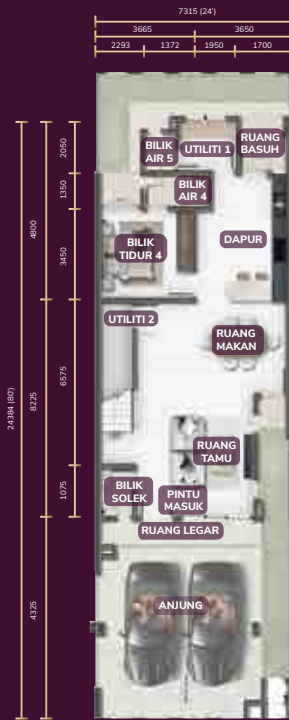 7315 (24')
3665 3650
2293 1372 1950 1700
2050
1350
4800
3450
24384 (80')
8225
6575
1075
4325
BILIK
AIR 5
UTILITI 1
RUANG
BASUH
BILIK
AIR 4
BILIK
TIDUR 4
DAPUR
UTILITI 2
RUANG
MAKAN
RUANG
TAMU
BILIK
SOLEK
PINTU
MASUK
RUANG LEGAR
ANJUNG